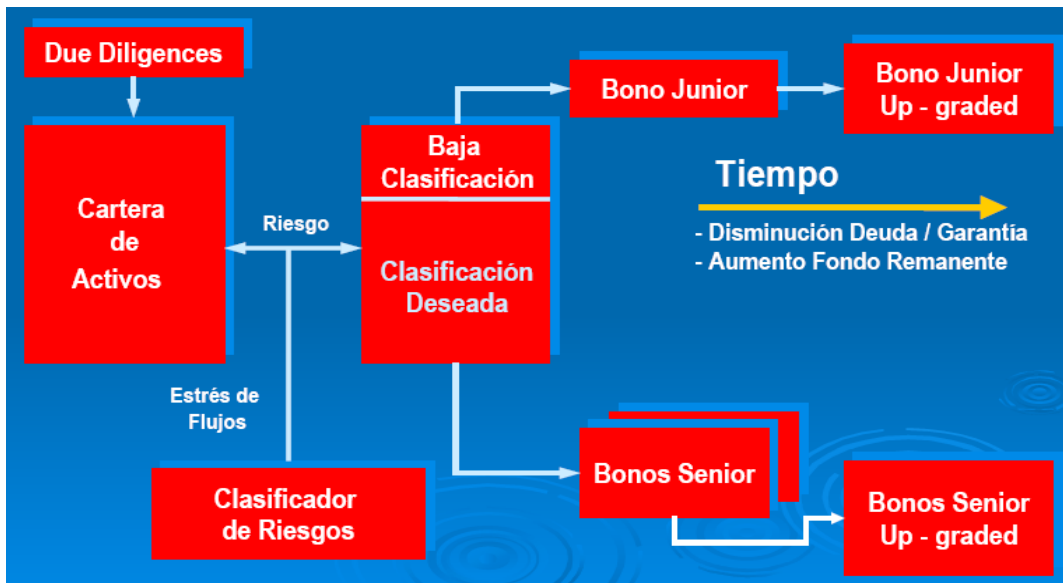 Due Diligences
Cartera
de
Activos
Riesgo
Estrés de
Flujos
Clasificador
de Riesgos
Baja
Clasificación
Clasificación
Deseada
Bono Junior
Bono Junior
Up - graded
Tiempo
- Disminución Deuda / Garantía
- Aumento Fondo Remanente
Bonos Senior
Bonos Senior
Up - graded